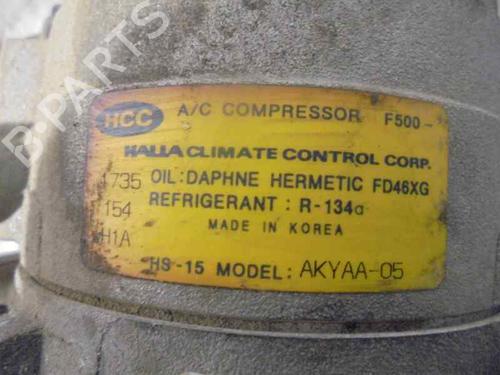 HCC A/C COMPRESSOR F500-
HALLA CLIMATE CONTROL CORP.
1735 OIL:DAPHNE HERMETIC FD46XG
154 REFRIGERANT : R-134a
H1A MADE IN KOREA
HS-15 MODEL: AKYAA-05
B-PARTS